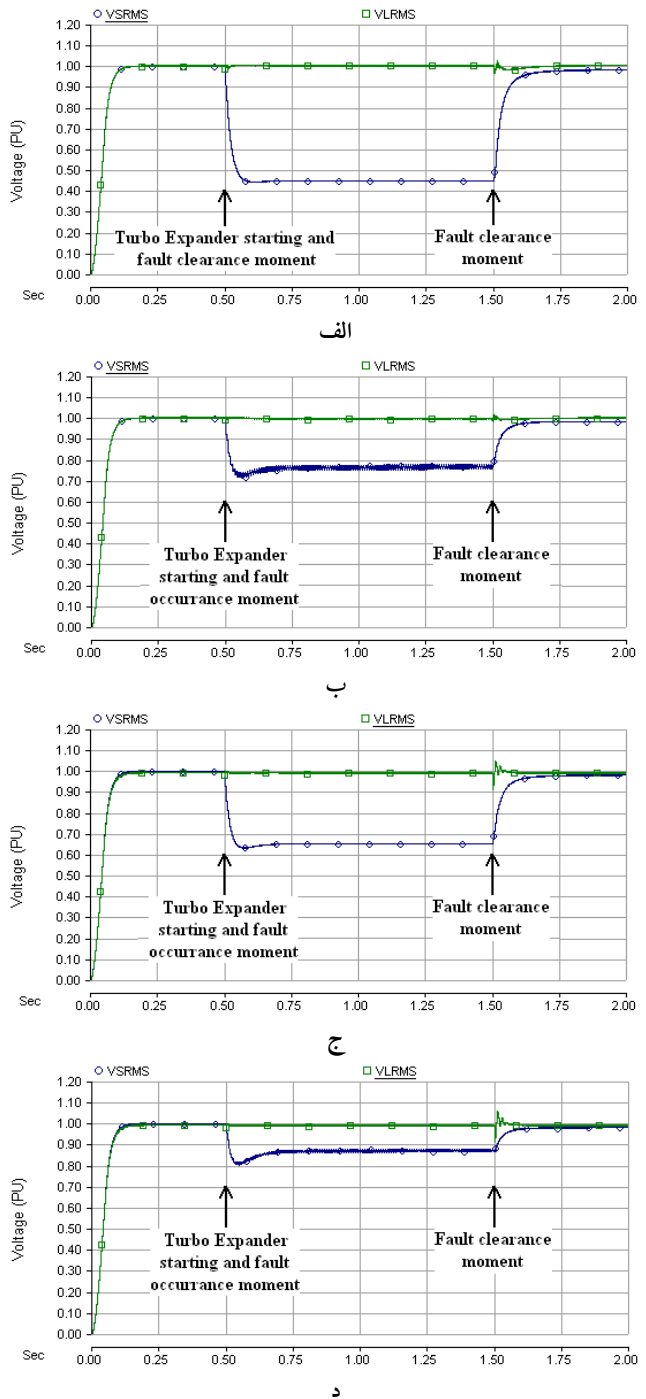 VSRMS VLRMS
1.20
1.10
1.00
0.90
0.80
0.70
0.60
0.50
0.40
0.30
0.20
0.10
0.00
Voltage (PU)
Turbo Expander starting and
fault clearance moment
Fault clearance
moment
Sec 0.00 0.25 0.50 0.75 1.00 1.25 1.50 1.75 2.00
الف
VSRMS VLRMS
1.20
1.10
1.00
0.90
0.80
0.70
0.60
0.50
0.40
0.30
0.20
0.10
0.00
Voltage (PU)
Turbo Expander
starting and fault
occurrance moment
Fault clearance
moment
Sec 0.00 0.25 0.50 0.75 1.00 1.25 1.50 1.75 2.00
ب
VSRMS VLRMS
1.20
1.10
1.00
0.90
0.80
0.70
0.60
0.50
0.40
0.30
0.20
0.10
0.00
Voltage (PU)
Turbo Expander
starting and fault
occurrance moment
Fault clearance
moment
Sec 0.00 0.25 0.50 0.75 1.00 1.25 1.50 1.75 2.00
ج
VSRMS VLRMS
1.20
1.10
1.00
0.90
0.80
0.70
0.60
0.50
0.40
0.30
0.20
0.10
0.00
Voltage (PU)
Turbo Expander
starting and fault
occurrance moment
Fault clearance
moment
Sec 0.00 0.25 0.50 0.75 1.00 1.25 1.50 1.75 2.00
د